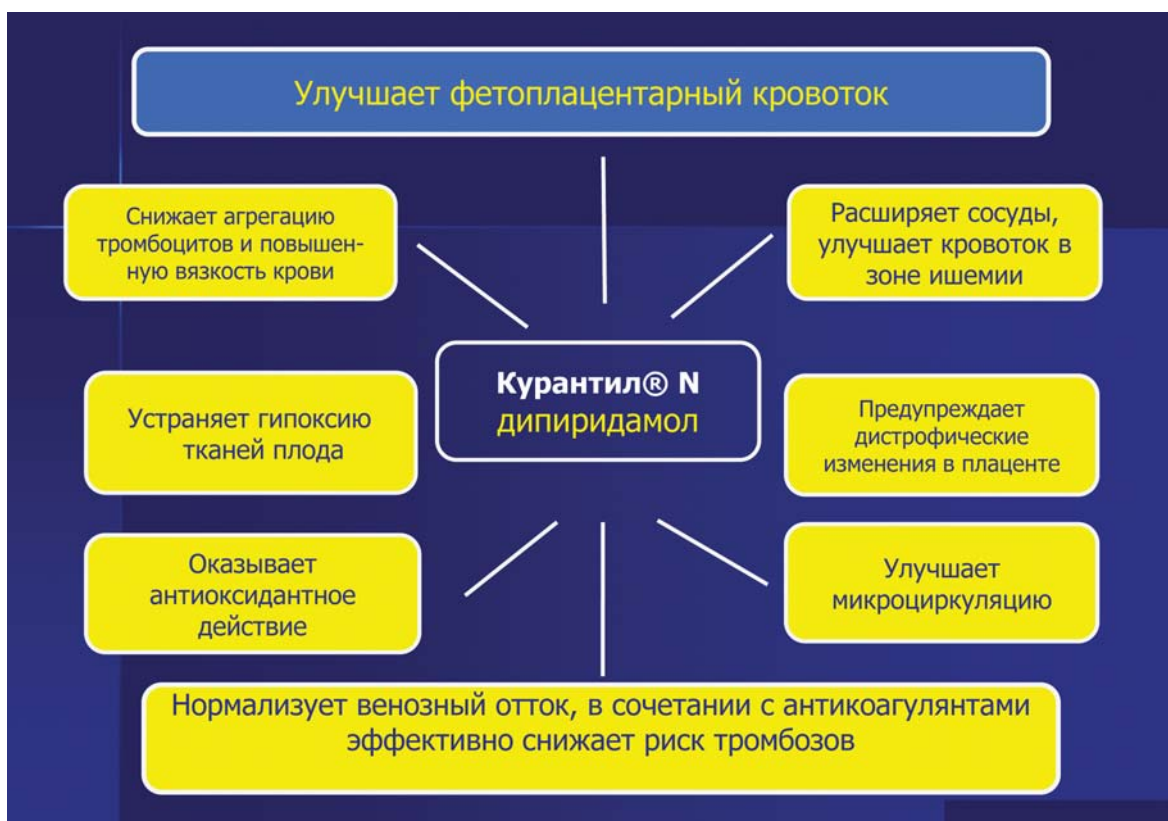 Улучшает фетоплацентарный кровоток
Снижает агрегацию
тромбоцитов и повышен-
ную вязкость крови
Расширяет сосуды,
улучшает кровоток в
зоне ишемии
Курантил® N
дипиридамол
Устраняет гипоксию
тканей плода
Предупреждает
дистрофические
изменения в плаценте
Оказывает
антиоксидантное
действие
Улучшает
микроциркуляцию
Нормализует венозный отток, в сочетании с антикоагулянтами
эффективно снижает риск тромбозов